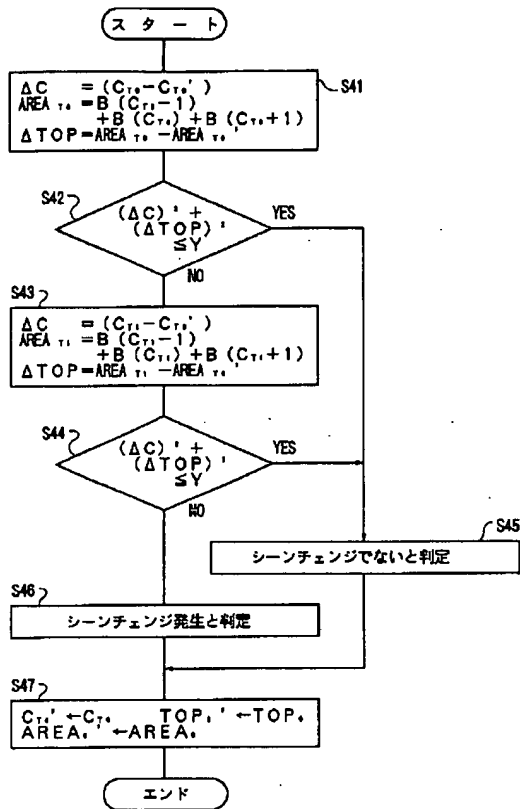 スタート
S41
ΔC =(CT0-CT0')
AREA T0 =B(CT0-1)
+B(CT0)+B(CT0+1)
ΔTOP=AREA T0 -AREA T0'
S42
(ΔC)²+
(ΔTOP)²
≤Y
YES
NO
S43
ΔC =(CT1-CT0')
AREA T1 =B(CT1-1)
+B(CT1)+B(CT1+1)
ΔTOP=AREA T1 -AREA T0'
S44
(ΔC)²+
(ΔTOP)²
≤Y
YES
NO
S45
シーンチェンジでないと判定
S46
シーンチェンジ発生と判定
S47
CT0'←CT0 TOP0'←TOP0
AREA0'←AREA0
エンド